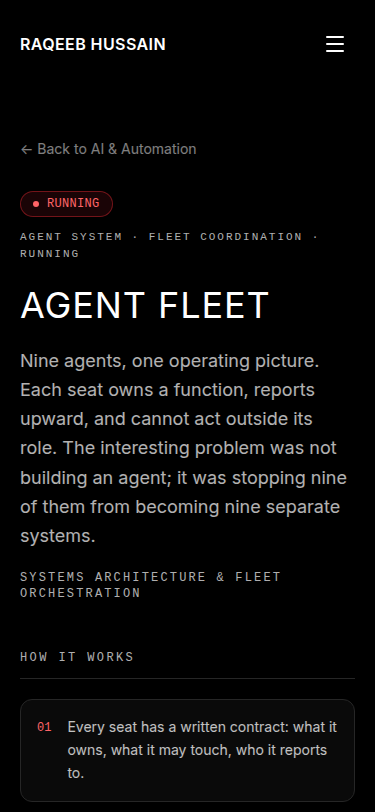 RAQEEB HUSSAIN
← Back to AI & Automation
RUNNING
AGENT SYSTEM · FLEET COORDINATION ·
RUNNING
AGENT FLEET
Nine agents, one operating picture.
Each seat owns a function, reports
upward, and cannot act outside its
role. The interesting problem was not
building an agent; it was stopping nine
of them from becoming nine separate
systems.
SYSTEMS ARCHITECTURE & FLEET
ORCHESTRATION
HOW IT WORKS
01 Every seat has a written contract: what it
owns, what it may touch, who it reports
to.